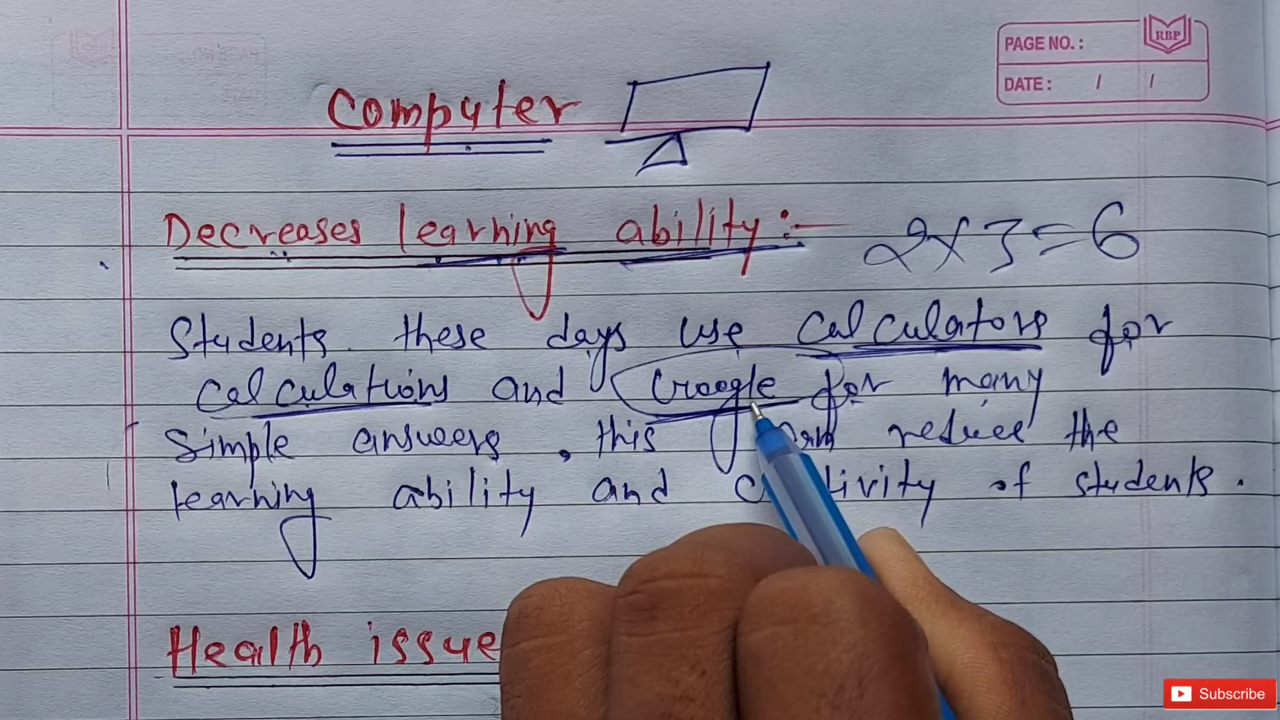 PAGE NO. :
RBP
DATE : / /
Computer
Decreases learning ability :-
2 x 3 = 6
Students these days use calculators for
calculations and Google for many
simple answers, this reduce the
learning ability and of students.
Health issue
Subscribe